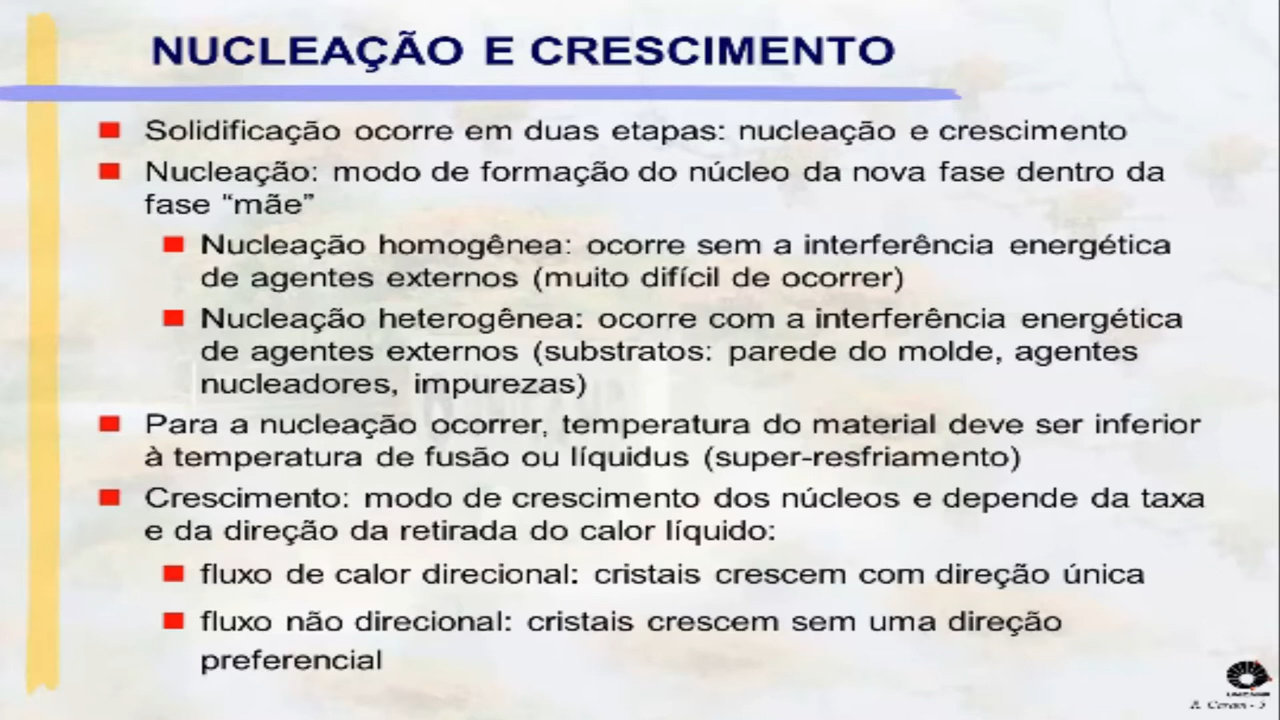 NUCLEAÇÃO E CRESCIMENTO
Solidificação ocorre em duas etapas: nucleação e crescimento
Nucleação: modo de formação do núcleo da nova fase dentro da
fase “mãe”
Nucleação homogênea: ocorre sem a interferência energética
de agentes externos (muito difícil de ocorrer)
Nucleação heterogênea: ocorre com a interferência energética
de agentes externos (substratos: parede do molde, agentes
nucleadores, impurezas)
Para a nucleação ocorrer, temperatura do material deve ser inferior
à temperatura de fusão ou líquidus (super-resfriamento)
Crescimento: modo de crescimento dos núcleos e depende da taxa
e da direção da retirada do calor líquido:
fluxo de calor direcional: cristais crescem com direção única
fluxo não direcional: cristais crescem sem uma direção
preferencial
UNICAMP